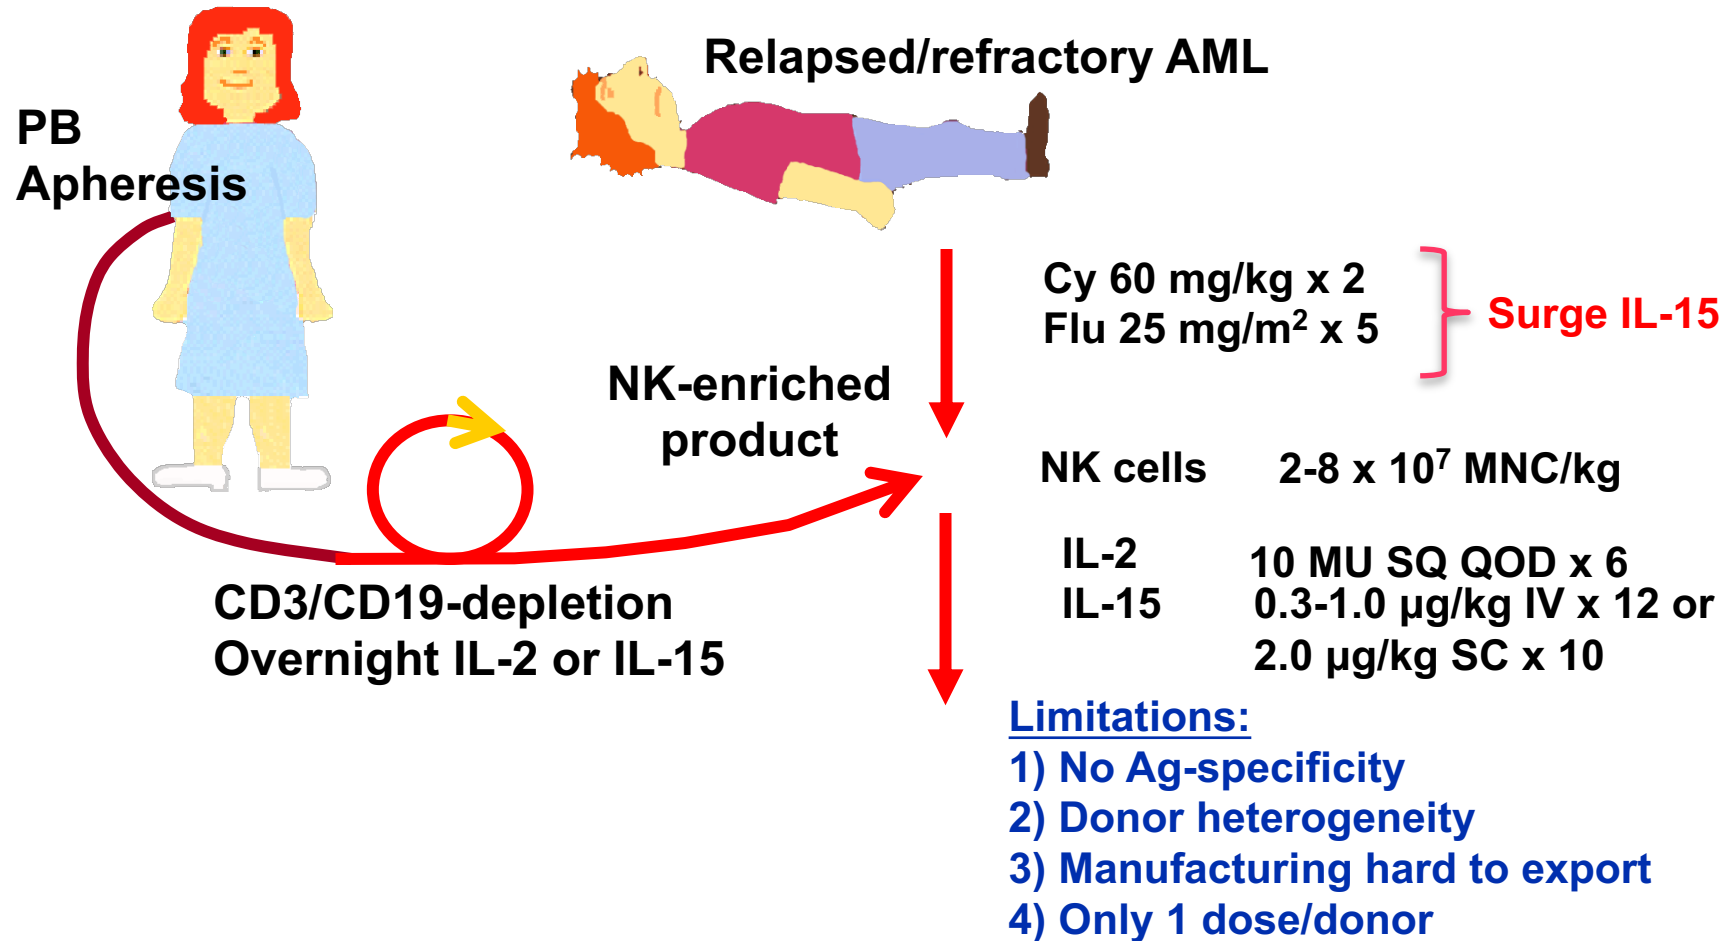 Relapsed/refractory AML
PB
Apheresis
Cy 60 mg/kg x 2
Flu 25 mg/m² x 5
Surge IL-15
NK-enriched
product
NK cells 2-8 x 10⁷ MNC/kg
IL-2 10 MU SQ QOD x 6
IL-15 0.3-1.0 µg/kg IV x 12 or
2.0 µg/kg SC x 10
CD3/CD19-depletion
Overnight IL-2 or IL-15
Limitations:
1) No Ag-specificity
2) Donor heterogeneity
3) Manufacturing hard to export
4) Only 1 dose/donor